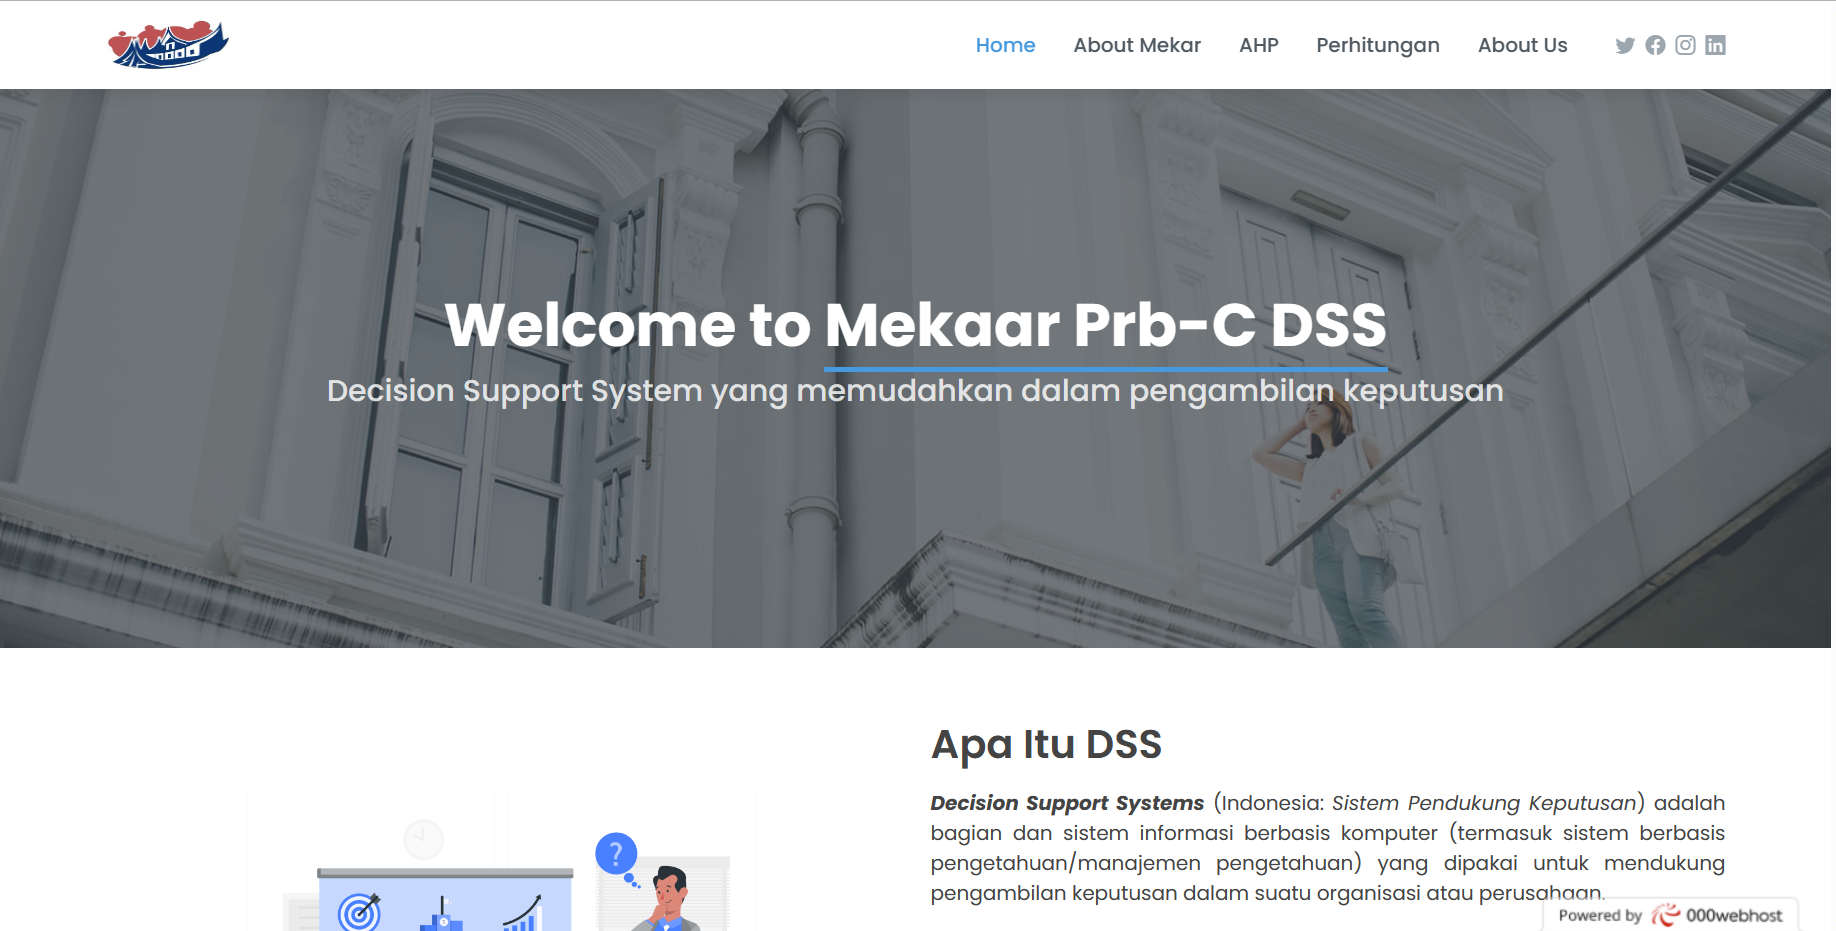 Home About Mekar AHP Perhitungan About Us
Welcome to Mekaar Prb-C DSS
Decision Support System yang memudahkan dalam pengambilan keputusan
Apa Itu DSS
Decision Support Systems (Indonesia: Sistem Pendukung Keputusan) adalah
bagian dan sistem informasi berbasis komputer (termasuk sistem berbasis
pengetahuan/manajemen pengetahuan) yang dipakai untuk mendukung
pengambilan keputusan dalam suatu organisasi atau perusahaan.
?
Powered by 000webhost